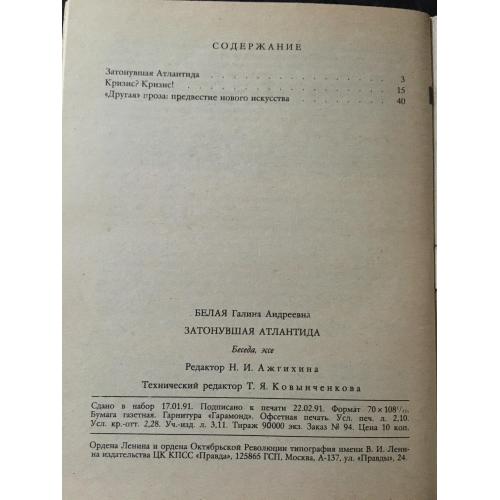 СОДЕРЖАНИЕ
Затонувшая Атлантида . . . . . . . . . . . . . 3
Кризис? Кризис! . . . . . . . . . . . . . . . 15
«Другая» проза: предвестие нового искусства . . . . . . . 40
БЕЛАЯ Галина Андреевна
ЗАТОНУВШАЯ АТЛАНТИДА
Беседа, эссе
Редактор Н. И. Ажгихина
Технический редактор Т. Я. Ковынченкова
Сдано в набор 17.01.91. Подписано к печати 22.02.91. Формат 70 × 108¹/₃₂.
Бумага газетная. Гарнитура «Гарамонд». Офсетная печать. Усл. печ. л. 2,10.
Усл. кр.-отт. 2,28. Уч.-изд. л. 3,11. Тираж 90000 экз. Заказ № 94. Цена 10 коп.
Ордена Ленина и ордена Октябрьской Революции типография имени В. И. Лени-
на издательства ЦК КПСС «Правда», 125865 ГСП, Москва, А-137, ул. «Правды», 24.